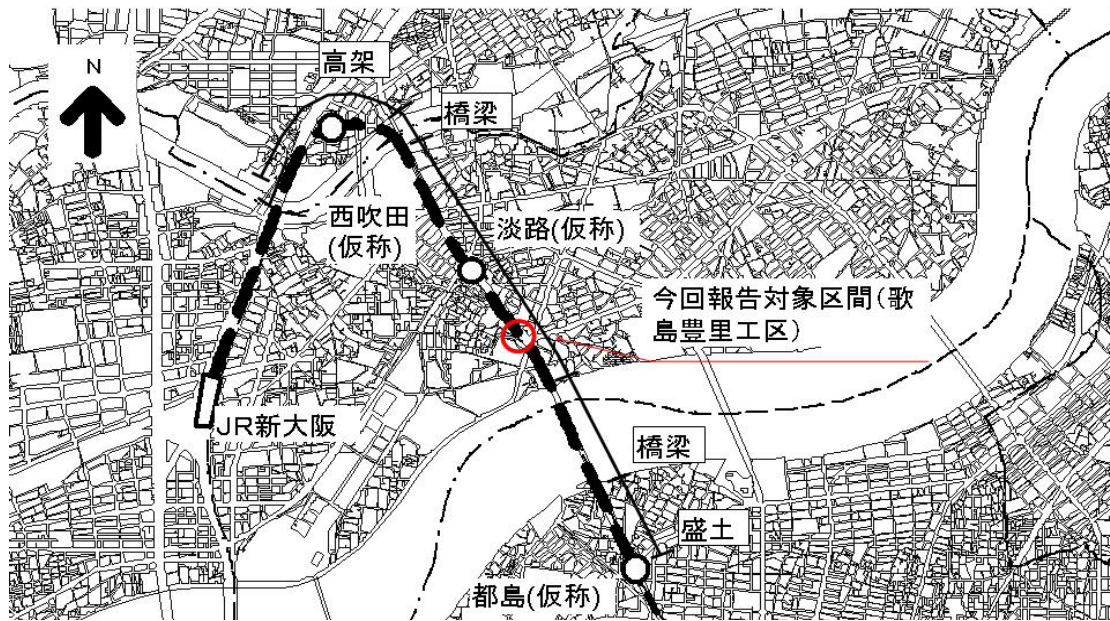 高架
N
橋梁
西吹田
(仮称)
淡路(仮称)
今回報告対象区間(歌
島豊里工区)
JR新大阪
橋梁
盛土
都島(仮称)